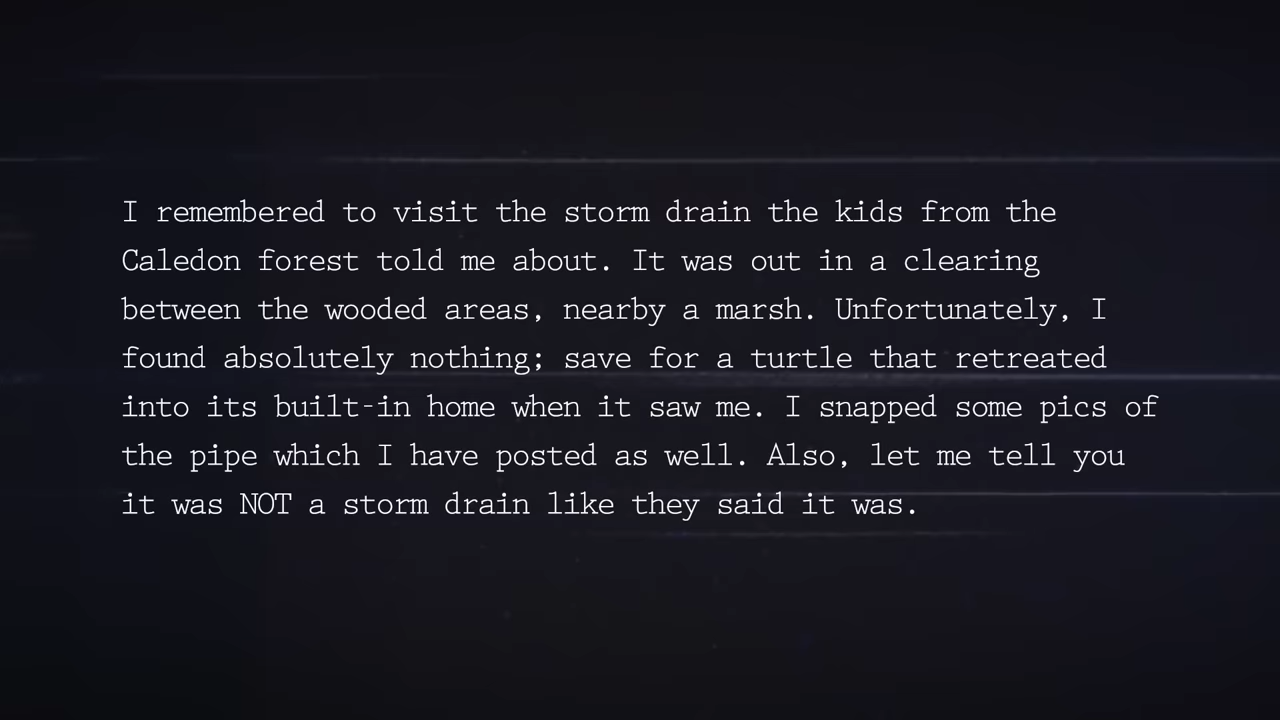 I remembered to visit the storm drain the kids from the
Caledon forest told me about. It was out in a clearing
between the wooded areas, nearby a marsh. Unfortunately, I
found absolutely nothing; save for a turtle that retreated
into its built-in home when it saw me. I snapped some pics of
the pipe which I have posted as well. Also, let me tell you
it was NOT a storm drain like they said it was.